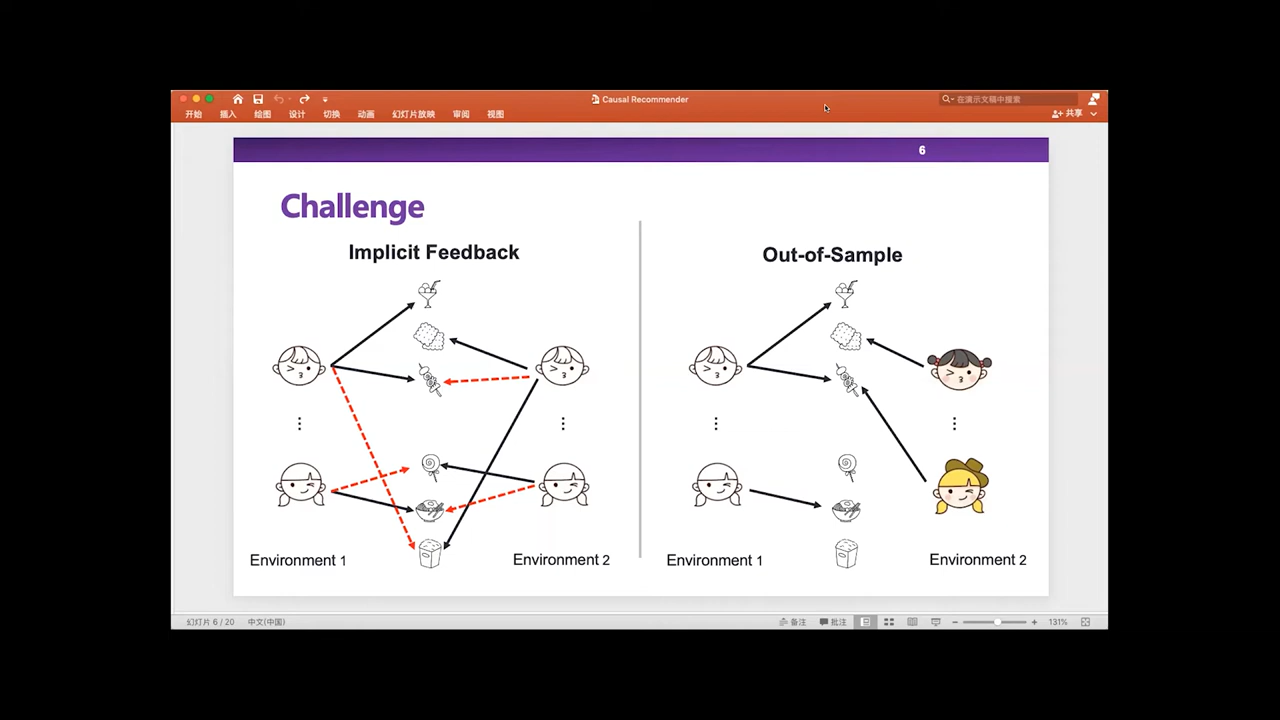 Causal Recommender
在演示文稿中搜索
开始 插入 绘图 设计 切换 动画 幻灯片放映 审阅 视图
共享
6
Challenge
Implicit Feedback
Out-of-Sample
Environment 1
Environment 2
Environment 1
Environment 2
幻灯片 6 / 20 中文(中国)
备注 批注 131%